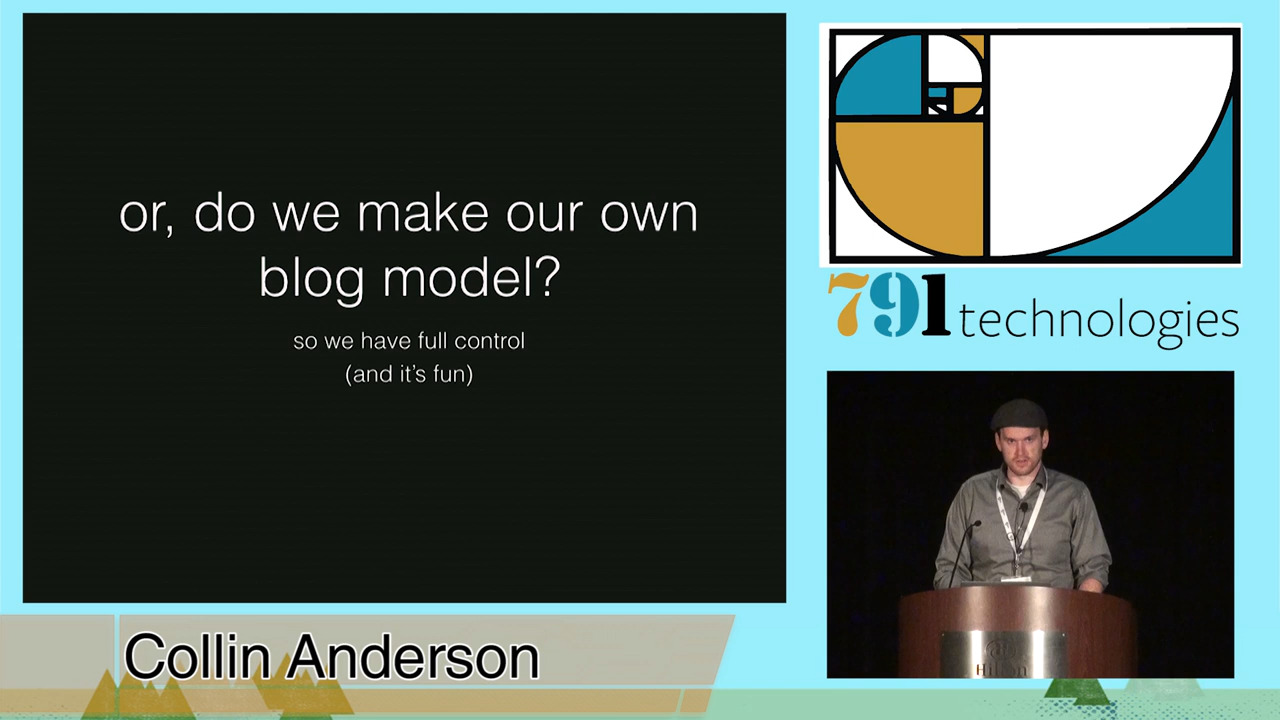 or, do we make our own
blog model?
so we have full control
(and it's fun)
791 technologies
Hilton
Collin Anderson